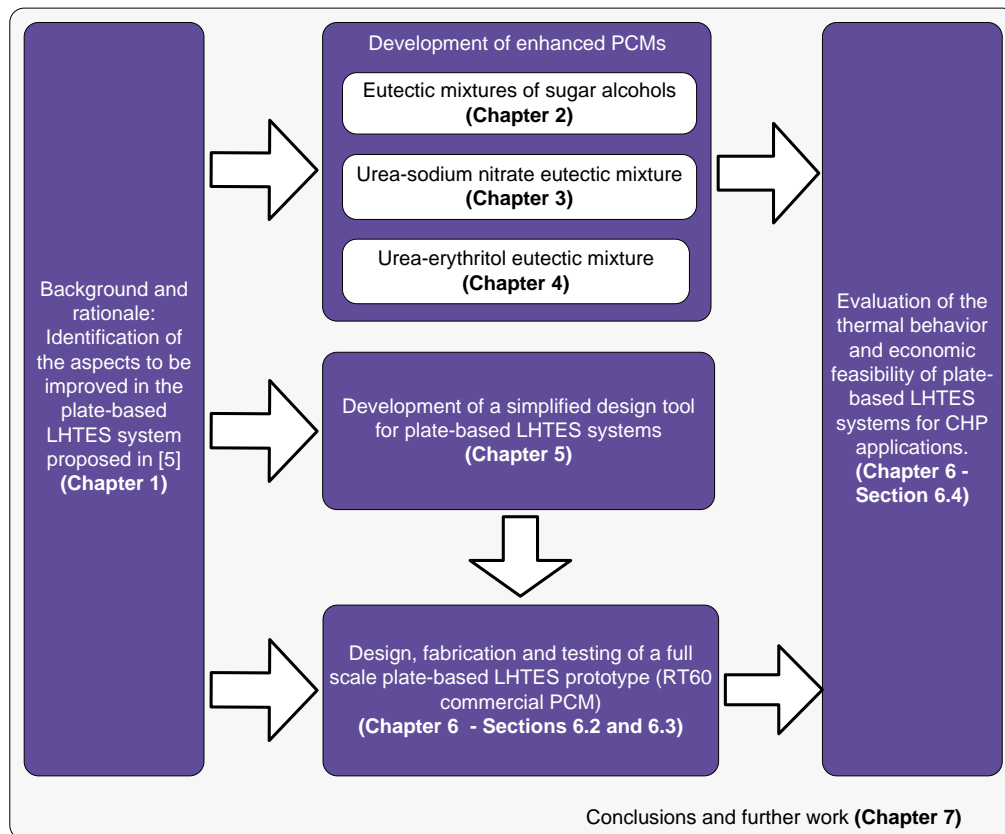 Background and
rationale:
Identification of
the aspects to be
improved in the
plate-based
LHTES system
proposed in [5]
(Chapter 1)
Development of enhanced PCMs
Eutectic mixtures of sugar alcohols
(Chapter 2)
Urea-sodium nitrate eutectic mixture
(Chapter 3)
Urea-erythritol eutectic mixture
(Chapter 4)
Development of a simplified design tool
for plate-based LHTES systems
(Chapter 5)
Design, fabrication and testing of a full
scale plate-based LHTES prototype (RT60
commercial PCM)
(Chapter 6 - Sections 6.2 and 6.3)
Evaluation of the
thermal behavior
and economic
feasibility of plate-
based LHTES
systems for CHP
applications.
(Chapter 6 -
Section 6.4)
Conclusions and further work (Chapter 7)